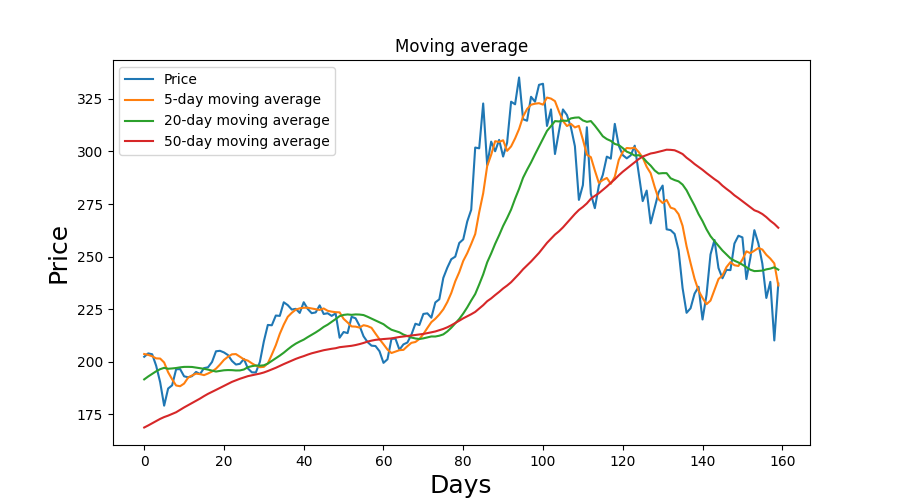 Moving average
Price
5-day moving average
20-day moving average
50-day moving average
Price
325
300
275
250
225
200
175
0 20 40 60 80 100 120 140 160
Days